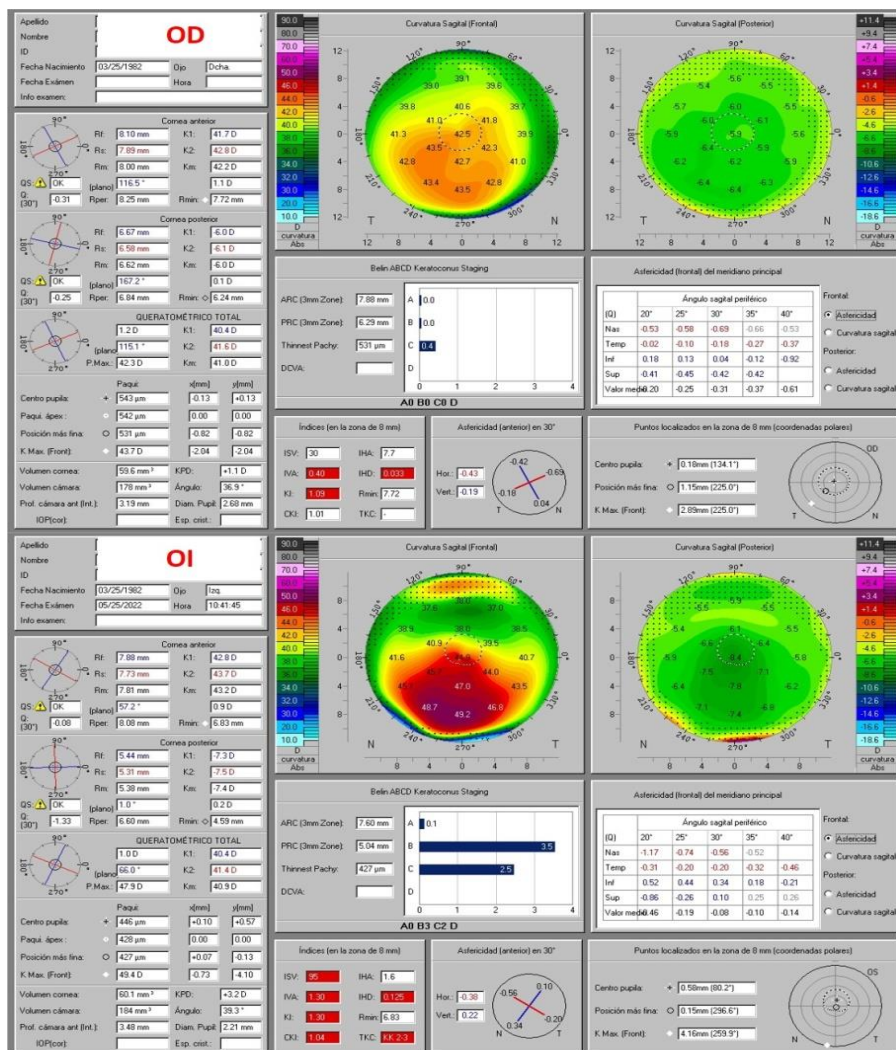 Apellido
Nombre
ID
OD
Fecha Nacimiento 03/25/1982 Ojo Dcha.
Fecha Exámen Hora
Info examen:
Cornea anterior
Rf: 8.10 mm K1: 41.7 D
Rs: 7.89 mm K2: 42.8 D
Rm: 8.00 mm Km: 42.2 D
QS: OK (plano) 116.5 ° 1.1 D
Q: (30°) -0.31 Rper: 8.25 mm Rmin: 7.72 mm
Cornea posterior
Rf: 6.67 mm K1: -6.0 D
Rs: 6.58 mm K2: -6.1 D
Rm: 6.62 mm Km: -6.0 D
QS: OK (plano) 167.2 ° 0.1 D
Q: (30°) -0.25 Rper: 6.84 mm Rmin: 6.24 mm
QUERATOMÉTRICO TOTAL
1.2 D K1: 40.4 D
(plano) 115.1 ° K2: 41.6 D
P.Max.: 42.3 D Km: 41.0 D
Paqui: x[mm] y[mm]
Centro pupila: + 543 µm -0.13 +0.13
Paqui. ápex : 542 µm 0.00 0.00
Posición más fina: O 531 µm -0.82 -0.82
K Max. (Front): 43.7 D -2.04 -2.04
Volumen cornea: 59.6 mm³ KPD: +1.1 D
Volumen cámara: 178 mm³ Ángulo: 36.9 °
Prof. cámara ant (Int.): 3.19 mm Diam. Pupil: 2.68 mm
IOP(cor): Esp. crist.:
Curvatura Sagital (Frontal)
Curvatura Sagital (Posterior)
D
curvatura
Abs
Belin ABCD Keratoconus Staging
ARC (3mm Zone): 7.88 mm A 0.0
PRC (3mm Zone): 6.29 mm B 0.0
Thinnest Pachy: 531 µm C 0.4
DCVA: D
0 1 2 3 4
A0 B0 C0 D
Asfericidad (frontal) del meridiano principal
Ángulo sagital periférico
(Q) 20° 25° 30° 35° 40°
Nas -0.53 -0.58 -0.69 -0.66 -0.53
Temp -0.02 -0.10 -0.18 -0.27 -0.37
Inf 0.18 0.13 0.04 -0.12 -0.92
Sup -0.41 -0.45 -0.42 -0.42
Valor medio -0.20 -0.25 -0.31 -0.37 -0.61
Frontal:
Asfericidad
Curvatura sagital
Posterior:
Asfericidad
Curvatura sagital
Índices (en la zona de 8 mm)
ISV: 30 IHA: 7.7
IVA: 0.40 IHD: 0.033
KI: 1.09 Rmin: 7.72
CKI: 1.01 TKC: -
Asfericidad (anterior) en 30°
Hor.: -0.43
Vert.: -0.19
-0.42 -0.69 -0.18 0.04
Puntos localizados en la zona de 8 mm (coordenadas polares)
Centro pupila: + 0.18mm (134.1°)
Posición más fina: O 1.15mm (225.0°)
K Max. (Front): 2.89mm (225.0°)
OD
T N
Apellido
Nombre
ID
OI
Fecha Nacimiento 03/25/1982 Ojo Izq.
Fecha Exámen 05/25/2022 Hora 10:41:45
Info examen:
Cornea anterior
Rf: 7.88 mm K1: 42.8 D
Rs: 7.73 mm K2: 43.7 D
Rm: 7.81 mm Km: 43.2 D
QS: OK (plano) 57.2 ° 0.9 D
Q: (30°) -0.08 Rper: 8.08 mm Rmin: 6.83 mm
Cornea posterior
Rf: 5.44 mm K1: -7.3 D
Rs: 5.31 mm K2: -7.5 D
Rm: 5.38 mm Km: -7.4 D
QS: OK (plano) 1.0 ° 0.2 D
Q: (30°) -1.33 Rper: 6.60 mm Rmin: 4.59 mm
QUERATOMÉTRICO TOTAL
1.0 D K1: 40.4 D
(plano) 66.0 ° K2: 41.4 D
P.Max.: 47.9 D Km: 40.9 D
Paqui: x[mm] y[mm]
Centro pupila: + 446 µm +0.10 +0.57
Paqui. ápex : 428 µm 0.00 0.00
Posición más fina: O 427 µm +0.07 -0.13
K Max. (Front): 49.4 D -0.73 -4.10
Volumen cornea: 60.1 mm³ KPD: +3.2 D
Volumen cámara: 184 mm³ Ángulo: 39.3 °
Prof. cámara ant (Int.): 3.48 mm Diam. Pupil: 2.21 mm
IOP(cor): Esp. crist.:
Curvatura Sagital (Frontal)
Curvatura Sagital (Posterior)
D
curvatura
Abs
Belin ABCD Keratoconus Staging
ARC (3mm Zone): 7.60 mm A 0.1
PRC (3mm Zone): 5.04 mm B 3.5
Thinnest Pachy: 427 µm C 2.5
DCVA: D
0 1 2 3 4
A0 B3 C2 D
Asfericidad (frontal) del meridiano principal
Ángulo sagital periférico
(Q) 20° 25° 30° 35° 40°
Nas -1.17 -0.74 -0.56 -0.52
Temp -0.31 -0.20 -0.20 -0.32 -0.46
Inf 0.52 0.44 0.34 0.18 -0.21
Sup -0.86 -0.26 0.10 0.25 0.26
Valor medio -0.46 -0.19 -0.08 -0.10 -0.14
Frontal:
Asfericidad
Curvatura sagital
Posterior:
Asfericidad
Curvatura sagital
Índices (en la zona de 8 mm)
ISV: 95 IHA: 1.6
IVA: 1.30 IHD: 0.125
KI: 1.30 Rmin: 6.83
CKI: 1.04 TKC: KK 2-3
Asfericidad (anterior) en 30°
Hor.: -0.38
Vert.: 0.22
-0.56 0.10 -0.20 0.34
N T
Puntos localizados en la zona de 8 mm (coordenadas polares)
Centro pupila: + 0.58mm (80.2°)
Posición más fina: O 0.15mm (296.6°)
K Max. (Front): 4.16mm (259.9°)
OS
N T